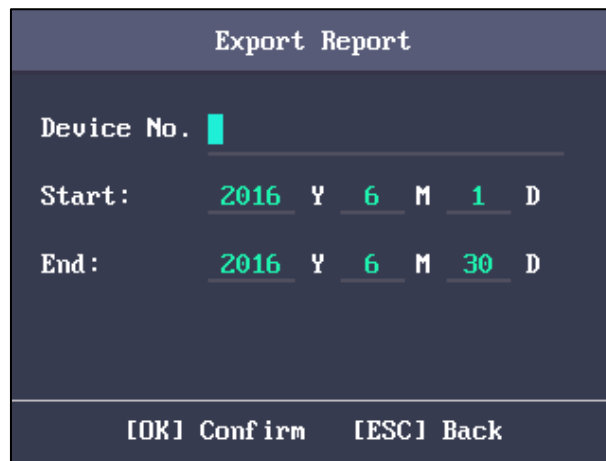 Export Report
Device No.
Start: 2016 Y 6 M 1 D
End: 2016 Y 6 M 30 D
[OK] Confirm [ESC] Back